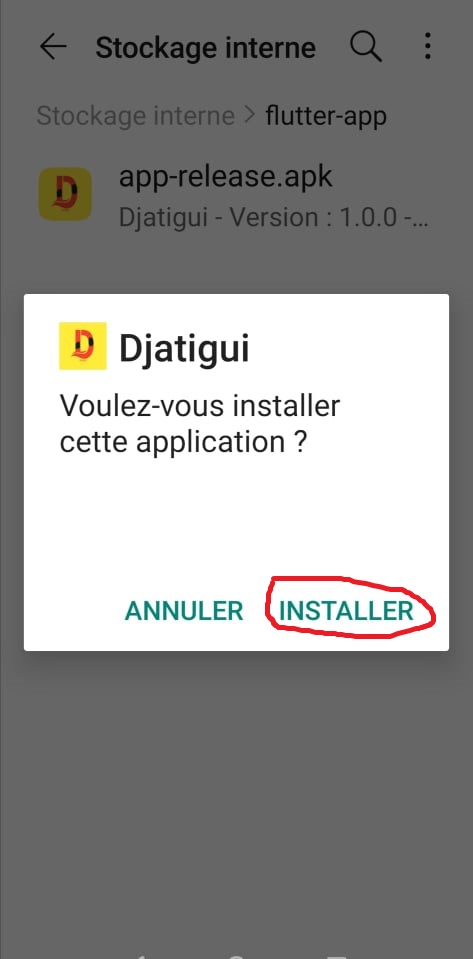 Stockage interne
Stockage interne > flutter-app
app-release.apk
Djatigui - Version : 1.0.0 -...
Djatigui
Voulez-vous installer
cette application ?
ANNULER INSTALLER